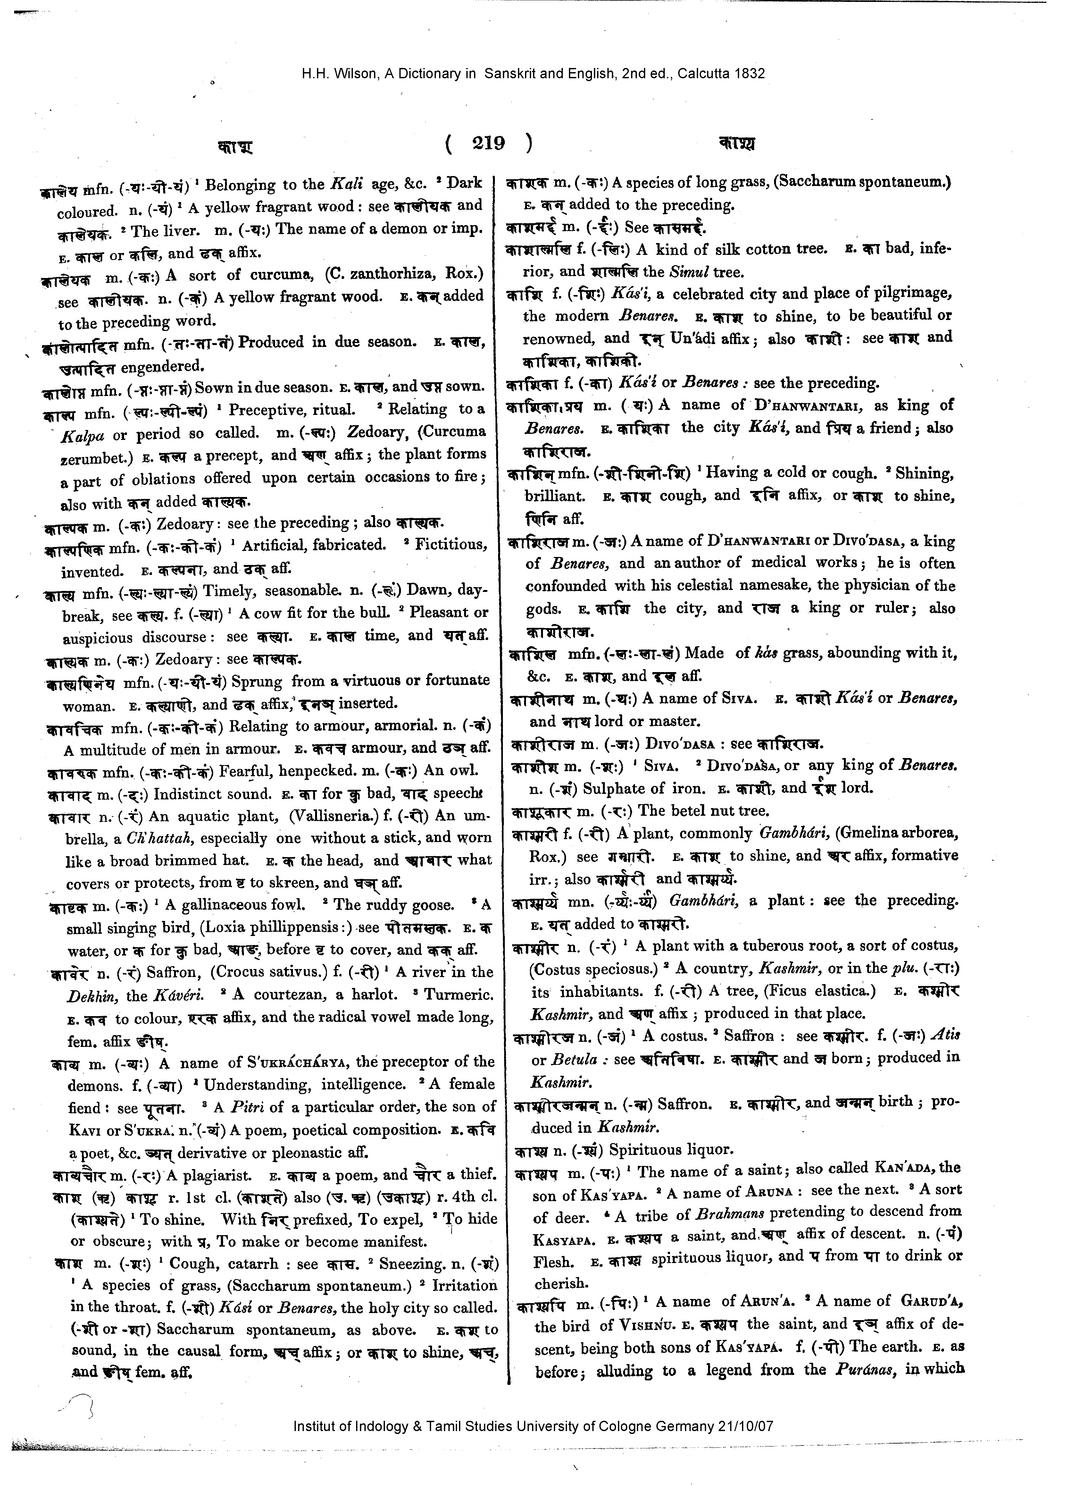 H.H. Wilson, A Dictionary in Sanskrit and English, 2nd ed., Calcutta 1832
काश ( 219 ) काश्य
कालेय mfn. (-यः-यी-यं) ¹ Belonging to the Kali age, &c. ² Dark
coloured. n. (-यं) ¹ A yellow fragrant wood : see कालीयक and
कालेयक. ² The liver. m. (-यः) The name of a demon or imp.
E. काल or कलि, and ढक् affix.
कालेयक m. (-कः) A sort of curcuma, (C. zanthorhiza, Rox.)
see कालीयक. n. (-कं) A yellow fragrant wood. E. कन् added
to the preceding word.
कालोत्पादित mfn. (-तः-ता-तं) Produced in due season. E. काल,
उत्पादित engendered.
कालोप्त mfn. (-प्तः-प्ता-प्तं) Sown in due season. E. काल, and उप्त sown.
काल्प mfn. (-ल्पः-ल्पी-ल्पं) ¹ Preceptive, ritual. ² Relating to a
Kalpa or period so called. m. (-ल्पः) Zedoary, (Curcuma
zerumbet.) E. कल्प a precept, and अण् affix ; the plant forms
a part of oblations offered upon certain occasions to fire ;
also with कन् added काल्पक.
काल्पक m. (-कः) Zedoary : see the preceding ; also काल्यक.
काल्पणिक mfn. (-कः-की-कं) ¹ Artificial, fabricated. ² Fictitious,
invented. E. कल्पना, and ठक् aff.
काल्य mfn. (-ल्यः-ल्या-ल्यं) Timely, seasonable. n. (-ल्यं) Dawn, day-
break, see कल्य. f. (-ल्या) ¹ A cow fit for the bull. ² Pleasant or
auspicious discourse : see कल्या. E. काल time, and यत् aff.
काल्यक m. (-कः) Zedoary : see काल्पक.
काल्याणिनेय mfn. (-यः-यी-यं) Sprung from a virtuous or fortunate
woman. E. कल्याणी, and ढक् affix, इनञ् inserted.
कावचिक mfn. (-कः-की-कं) Relating to armour, armorial. n. (-कं)
A multitude of men in armour. E. कवच armour, and ठञ् aff.
कावरुक mfn. (-कः-की-कं) Fearful, henpecked. m. (-कः) An owl.
कावाद m. (-दः) Indistinct sound. E. का for कु bad, वाद speech
कावार n. (-रं) An aquatic plant, (Vallisneria.) f. (-री) An um-
brella, a Ch'hattah, especially one without a stick, and worn
like a broad brimmed hat. E. क the head, and आवार what
covers or protects, from वृ to skreen, and घञ् aff.
कावृक m. (-कः) ¹ A gallinaceous fowl. ² The ruddy goose. ³ A
small singing bird, (Loxia phillippensis :) see पीतमस्तक. E. क
water, or क for कु bad, आङ्, before वृ to cover, and कक् aff.
कावेर n. (-रं) Saffron, (Crocus sativus.) f. (-री) ¹ A river in the
Dekhin, the Kávéri. ² A courtezan, a harlot. ³ Turmeric.
E. कव to colour, एरक affix, and the radical vowel made long,
fem. affix ङीष्.
काव्य m. (-व्यः) A name of S'UKRÁCHÁRYA, the preceptor of the
demons. f. (-व्या) ¹ Understanding, intelligence. ² A female
fiend : see पूतना. ³ A Pitri of a particular order, the son of
KAVI or S'UKRA. n. (-व्यं) A poem, poetical composition. E. कवि
a poet, &c. ञ्यत् derivative or pleonastic aff.
काव्यचौर m. (-रः) A plagiarist. E. काव्य a poem, and चौर a thief.
काश (ऋ) काशृ r. 1st cl. (काशते) also (उ. ऋ) (उकाशृ) r. 4th cl.
(काश्यते) ¹ To shine. With निर् prefixed, To expel, ² To hide
or obscure ; with प्र, To make or become manifest.
काश m. (-शः) ¹ Cough, catarrh : see कास. ² Sneezing. n. (-शं)
¹ A species of grass, (Saccharum spontaneum.) ² Irritation
in the throat. f. (-शी) Kásí or Benares, the holy city so called.
(-शी or -शा) Saccharum spontaneum, as above. E. कश to
sound, in the causal form, अच् affix ; or काश to shine, अच्,
and ङीष् fem. aff.
काशक m. (-कः) A species of long grass, (Saccharum spontaneum.)
E. कन् added to the preceding.
काशमर्द m. (-र्दः) See कासमर्द.
काशाल्मलि f. (-लिः) A kind of silk cotton tree. E. का bad, infe-
rior, and शाल्मलि the Simul tree.
काशि f. (-शिः) Kás'i, a celebrated city and place of pilgrimage,
the modern Benares. E. काश to shine, to be beautiful or
renowned, and इन् Un'ádi affix ; also काशी : see काश and
काशिका, काशिकी.
काशिका f. (-का) Kás'í or Benares : see the preceding.
काशिकाप्रिय m. (-यः) A name of D'HANWANTARI, as king of
Benares. E. काशिका the city Kás'í, and प्रिय a friend ; also
काशिराज.
काशिन् mfn. (-शी-शिनी-शि) ¹ Having a cold or cough. ² Shining,
brilliant. E. काश cough, and इनि affix, or काश to shine,
णिनि aff.
काशिराज m. (-जः) A name of D'HANWANTARI or DIVO'DASA, a king
of Benares, and an author of medical works ; he is often
confounded with his celestial namesake, the physician of the
gods. E. काशि the city, and राज a king or ruler ; also
काशीराज.
काशिल mfn. (-लः-ला-लं) Made of kás grass, abounding with it,
&c. E. काश, and इल aff.
काशीनाथ m. (-थः) A name of SIVA. E. काशी Kás'í or Benares,
and नाथ lord or master.
काशीराज m. (-जः) DIVO'DASA : see काशिराज.
काशीश m. (-शः) ¹ SIVA. ² DIVO'DASA, or any king of Benares.
n. (-शं) Sulphate of iron. E. काशी, and ईश lord.
काशूकार m. (-रः) The betel nut tree.
काश्मरी f. (-री) A plant, commonly Gambhári, (Gmelina arborea,
Rox.) see गम्भारी. E. काश to shine, and अर affix, formative
irr. ; also कार्श्मरी and काश्मर्य्य.
काश्मर्य्य mn. (-र्य्यः-र्य्यं) Gambhári, a plant : see the preceding.
E. यत् added to काश्मरी.
काश्मीर n. (-रं) ¹ A plant with a tuberous root, a sort of costus,
(Costus speciosus.) ² A country, Kashmir, or in the plu. (-राः)
its inhabitants. f. (-री) A tree, (Ficus elastica.) E. कश्मीर
Kashmir, and अण् affix ; produced in that place.
काश्मीरज n. (-जं) ¹ A costus. ² Saffron : see काश्मीर. f. (-जः) Atis
or Betula : see अतिविषा. E. काश्मीर and ज born ; produced in
Kashmir.
काश्मीरजन्मन् n. (-न्म) Saffron. E. काश्मीर, and जन्मन् birth ; pro-
duced in Kashmir.
काश्य n. (-श्यं) Spirituous liquor.
काश्यप m. (-पः) ¹ The name of a saint ; also called KAN'ADA, the
son of KAS'YAPA. ² A name of ARUNA : see the next. ³ A sort
of deer. ⁴ A tribe of Brahmans pretending to descend from
KASYAPA. E. कश्यप a saint, and अण् affix of descent. n. (-पं)
Flesh. E. काश्य spirituous liquor, and प from पा to drink or
cherish.
काश्यपि m. (-पिः) ¹ A name of ARUN'A. ² A name of GARUD'A,
the bird of VISHNU. E. कश्यप the saint, and इञ् affix of de-
scent, being both sons of KAS'YAPÁ. f. (-पी) The earth. E. as
before ; alluding to a legend from the Puránas, in which
Institut of Indology & Tamil Studies University of Cologne Germany 21/10/07